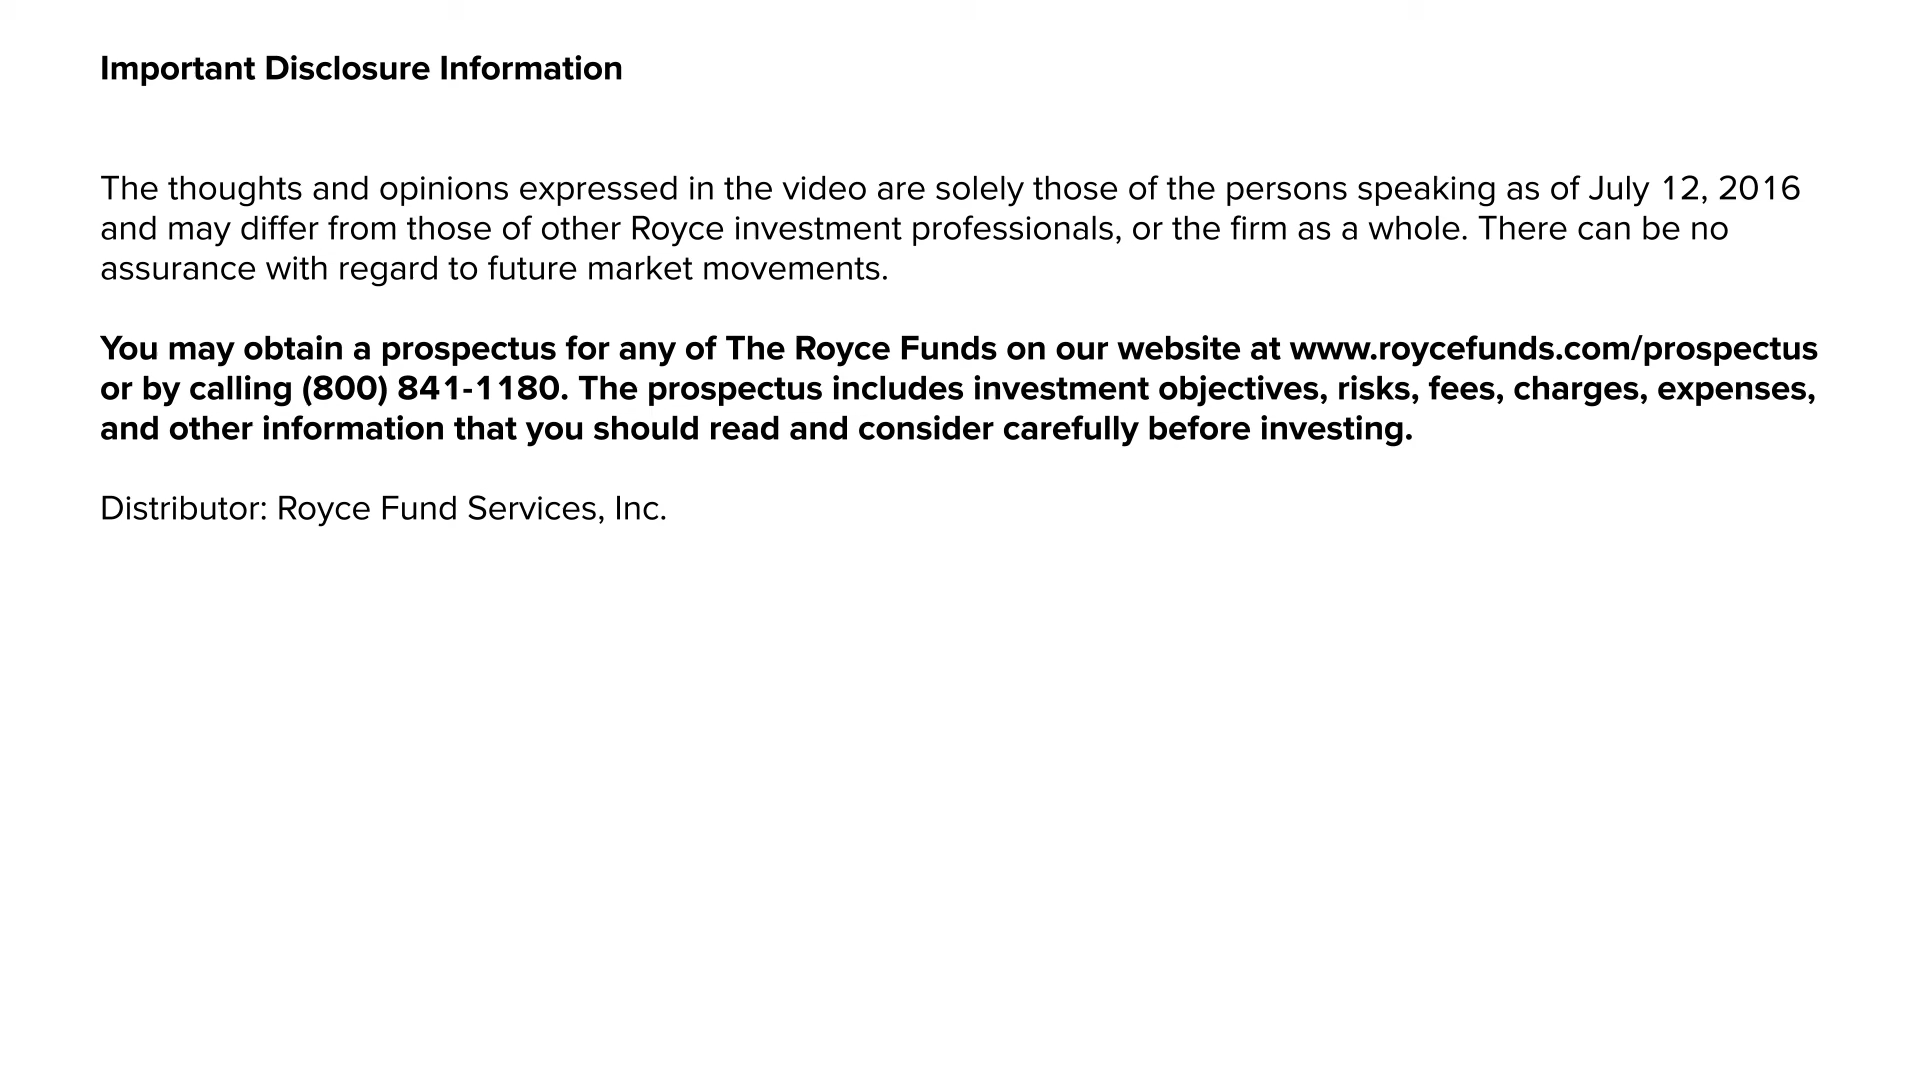 Important Disclosure Information
The thoughts and opinions expressed in the video are solely those of the persons speaking as of July 12, 2016
and may differ from those of other Royce investment professionals, or the firm as a whole. There can be no
assurance with regard to future market movements.
You may obtain a prospectus for any of The Royce Funds on our website at www.roycefunds.com/prospectus
or by calling (800) 841-1180. The prospectus includes investment objectives, risks, fees, charges, expenses,
and other information that you should read and consider carefully before investing.
Distributor: Royce Fund Services, Inc.